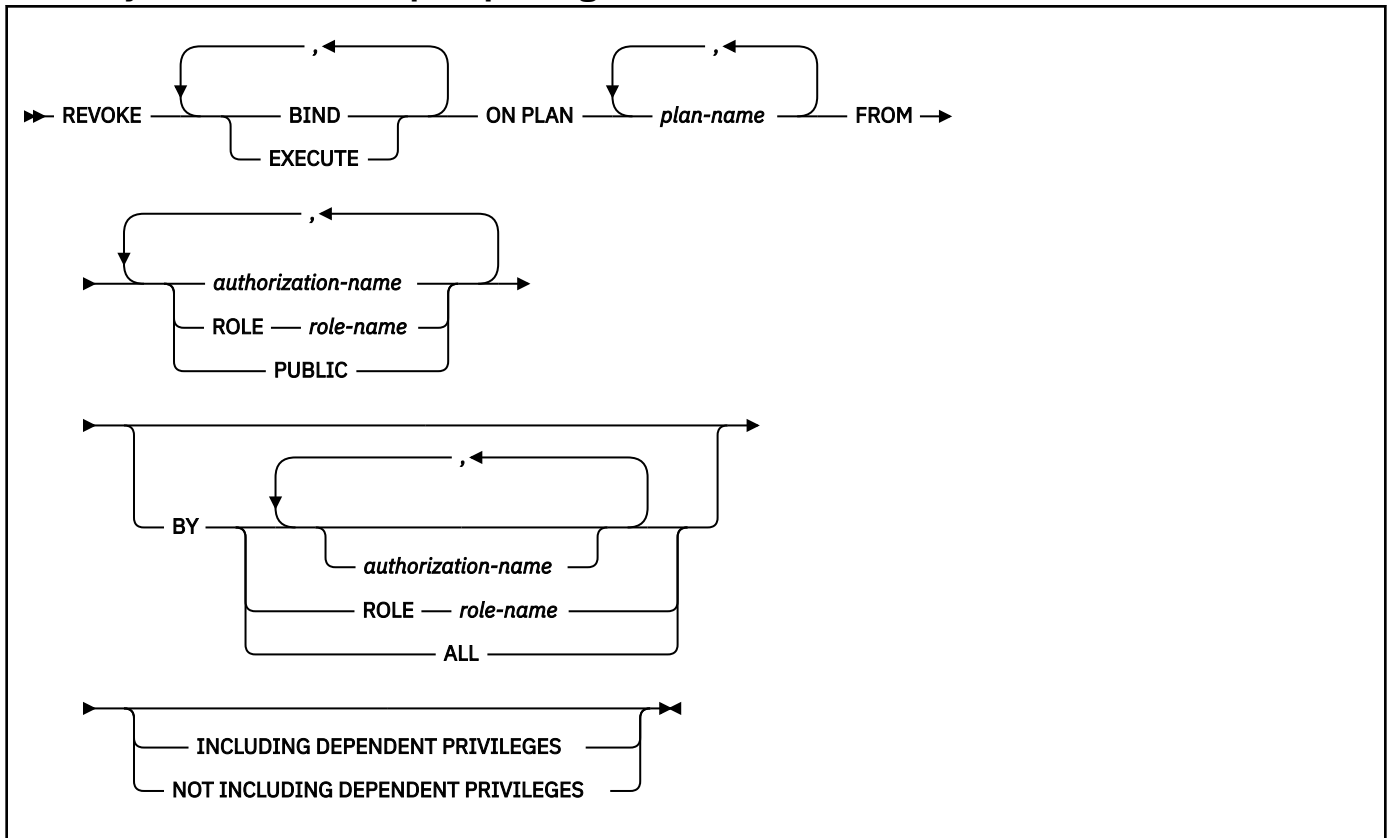 ,
,
REVOKE BIND ON PLAN plan-name FROM
EXECUTE
,
authorization-name
ROLE role-name
PUBLIC
,
BY
authorization-name
ROLE role-name
ALL
INCLUDING DEPENDENT PRIVILEGES
NOT INCLUDING DEPENDENT PRIVILEGES